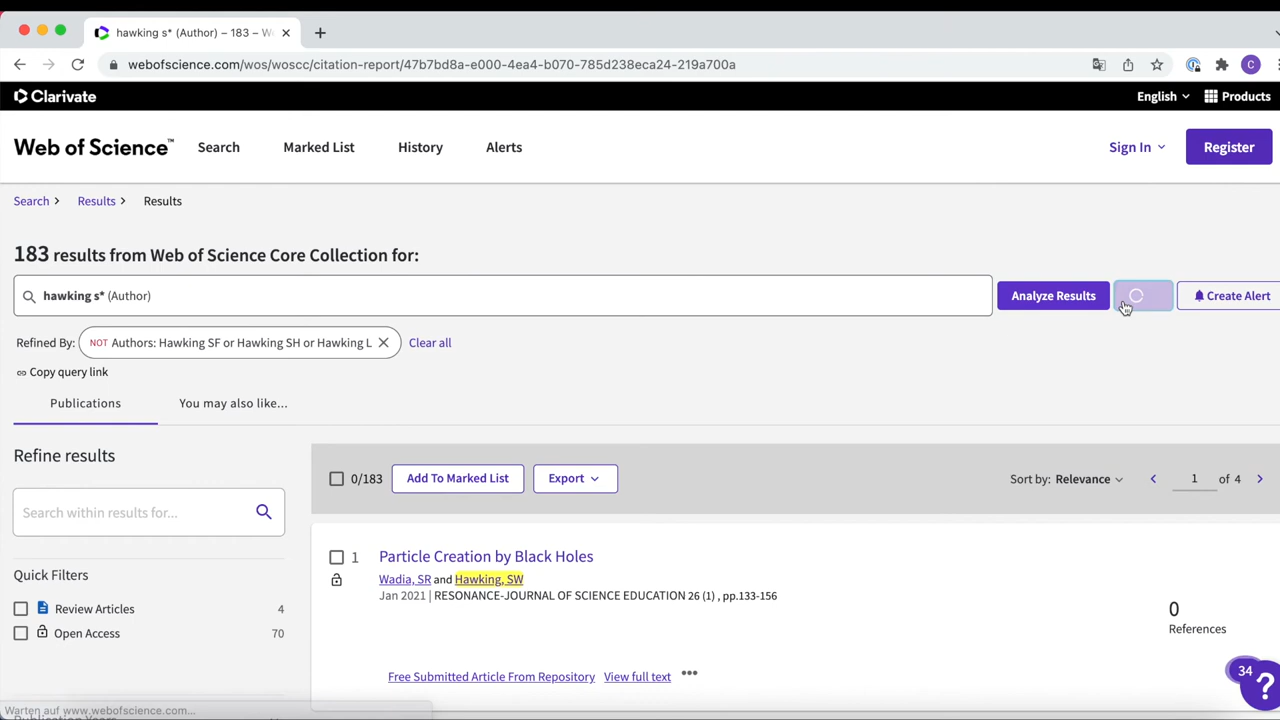 hawking s* (Author) – 183 – W
webofscience.com/wos/woscc/citation-report/47b7bd8a-e000-4ea4-b070-785d238eca24-219a700a
C
Clarivate
English
Products
Web of Science™
Search
Marked List
History
Alerts
Sign In
Register
Search > Results > Results
183 results from Web of Science Core Collection for:
hawking s* (Author)
Analyze Results
Create Alert
Refined By:
NOT Authors: Hawking SF or Hawking SH or Hawking L
Clear all
Copy query link
Publications
You may also like...
Refine results
0/183
Add To Marked List
Export
Sort by: Relevance
1 of 4
Search within results for...
Quick Filters
Review Articles 4
Open Access 70
1
Particle Creation by Black Holes
Wadia, SR and Hawking, SW
Jan 2021 | RESONANCE-JOURNAL OF SCIENCE EDUCATION 26 (1) , pp.133-156
0
References
Free Submitted Article From Repository
View full text
•••
34
?
Warten auf www.webofscience.com...
Publication Years